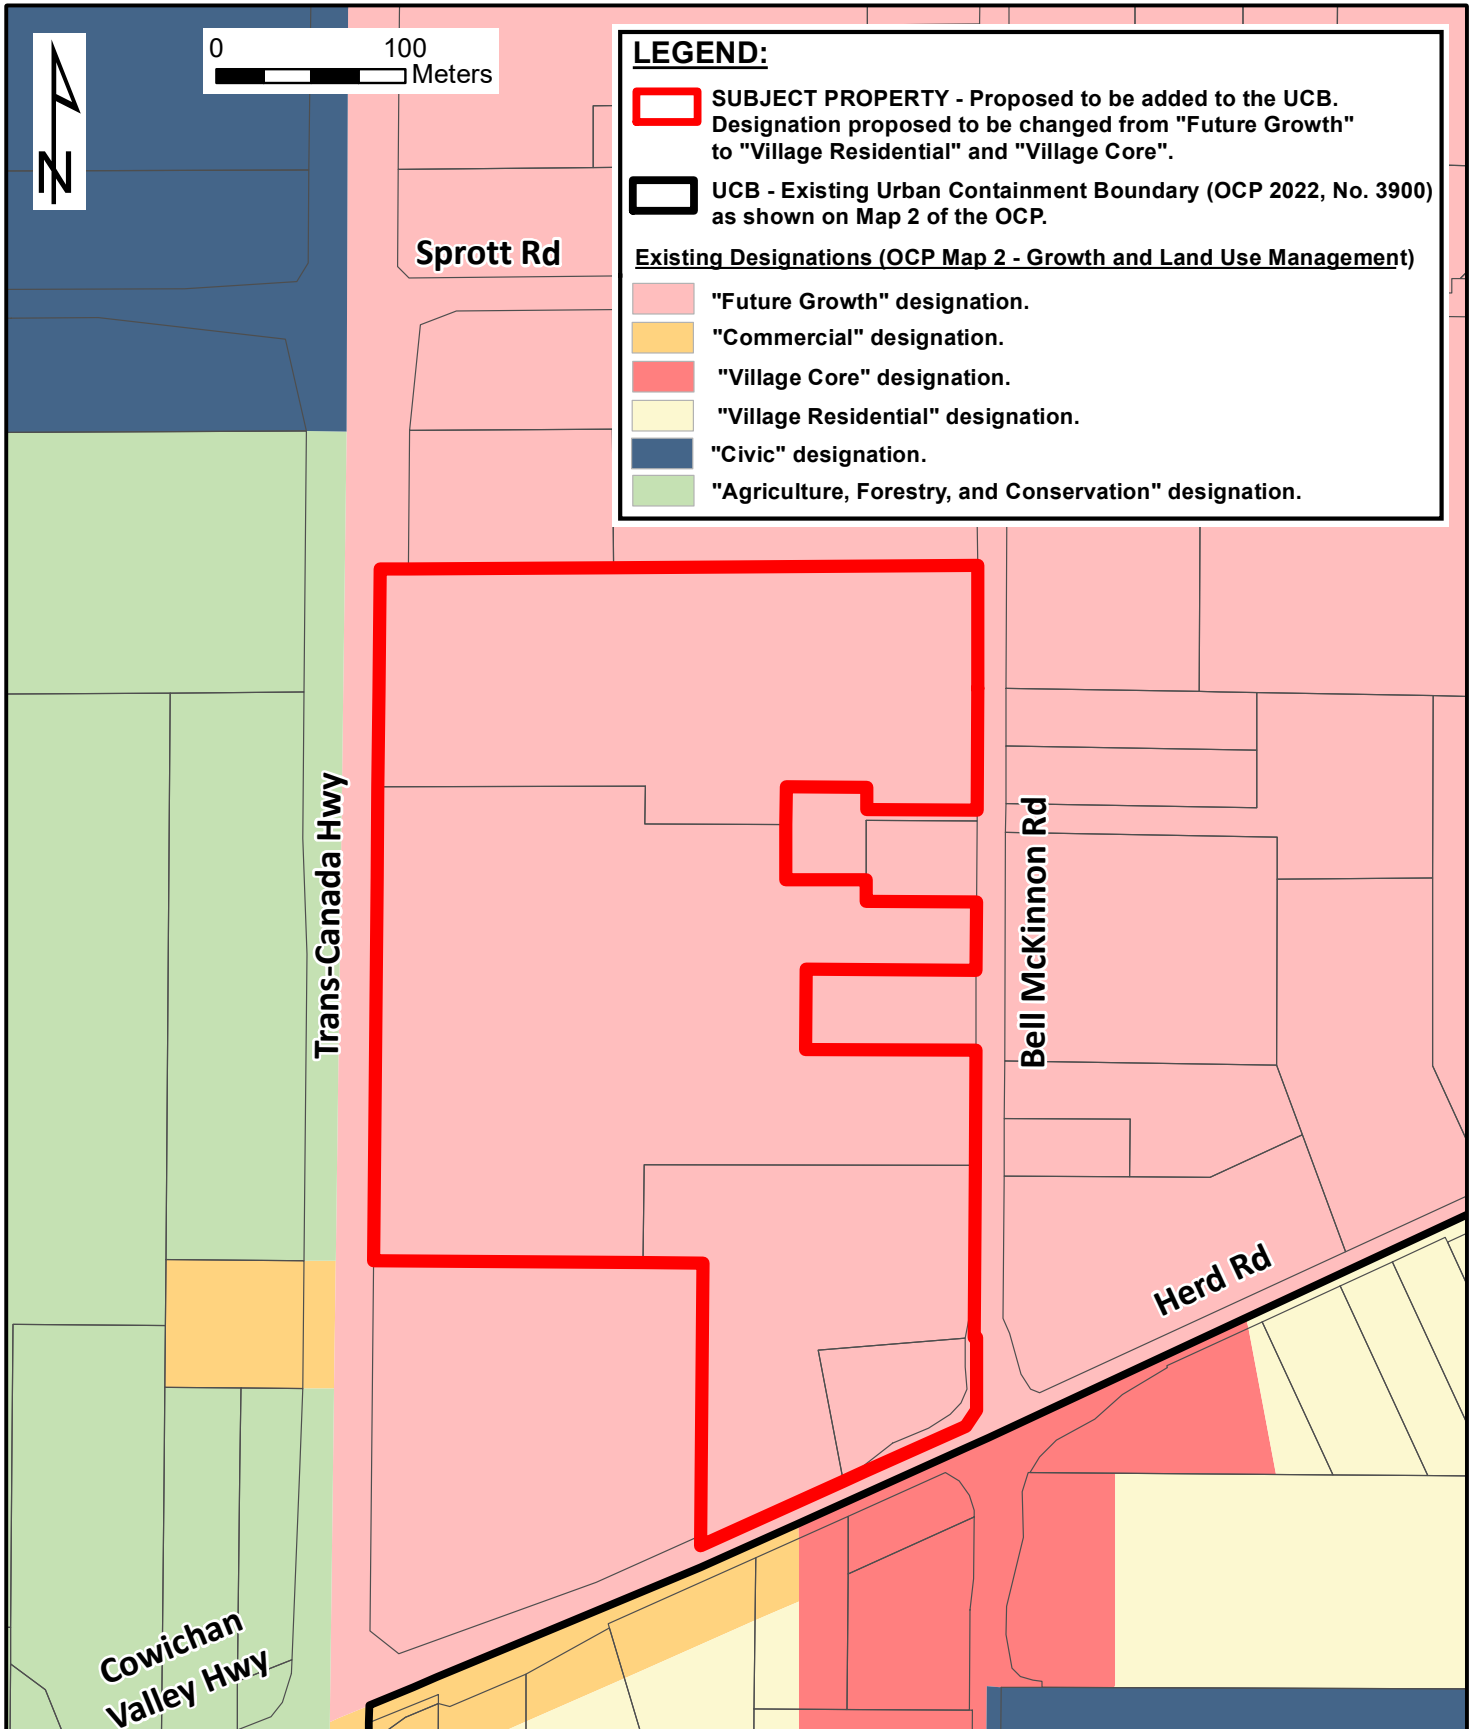 N
0 100
Meters
LEGEND:
SUBJECT PROPERTY - Proposed to be added to the UCB.
Designation proposed to be changed from "Future Growth"
to "Village Residential" and "Village Core".
UCB - Existing Urban Containment Boundary (OCP 2022, No. 3900)
as shown on Map 2 of the OCP.
Existing Designations (OCP Map 2 - Growth and Land Use Management)
"Future Growth" designation.
"Commercial" designation.
"Village Core" designation.
"Village Residential" designation.
"Civic" designation.
"Agriculture, Forestry, and Conservation" designation.
Sprott Rd
Trans-Canada Hwy
Bell McKinnon Rd
Herd Rd
Cowichan
Valley Hwy